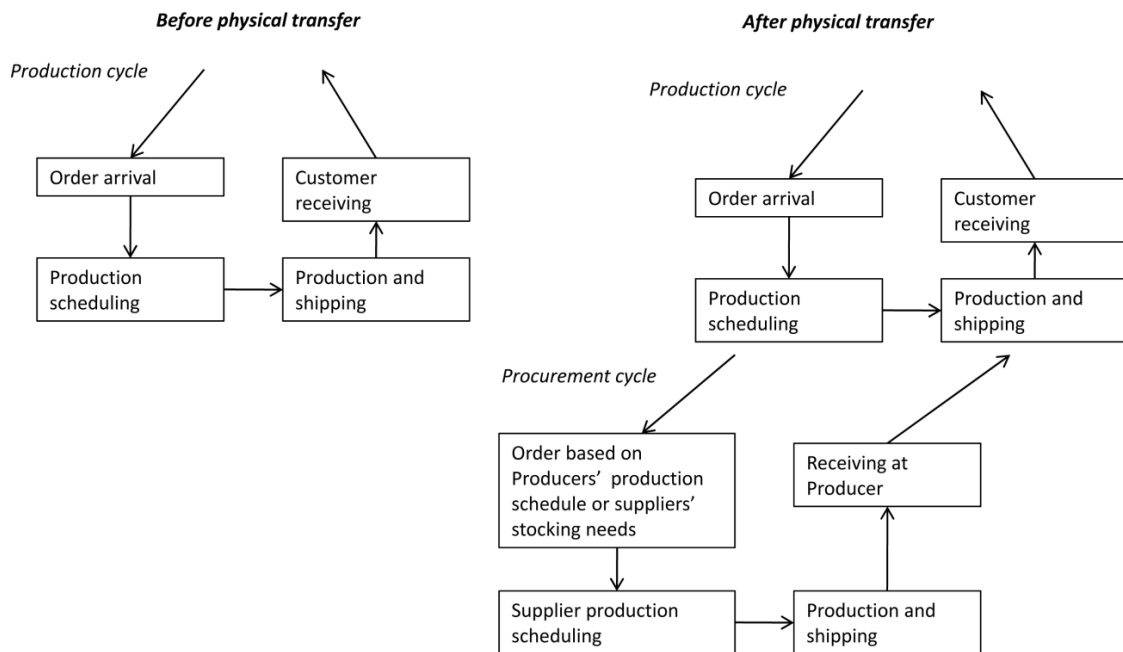 Before physical transfer
Production cycle
Order arrival
Customer
receiving
Production
scheduling
Production and
shipping
After physical transfer
Production cycle
Order arrival
Customer
receiving
Production
scheduling
Production and
shipping
Procurement cycle
Order based on
Producers’ production
schedule or suppliers’
stocking needs
Receiving at
Producer
Supplier production
scheduling
Production and
shipping